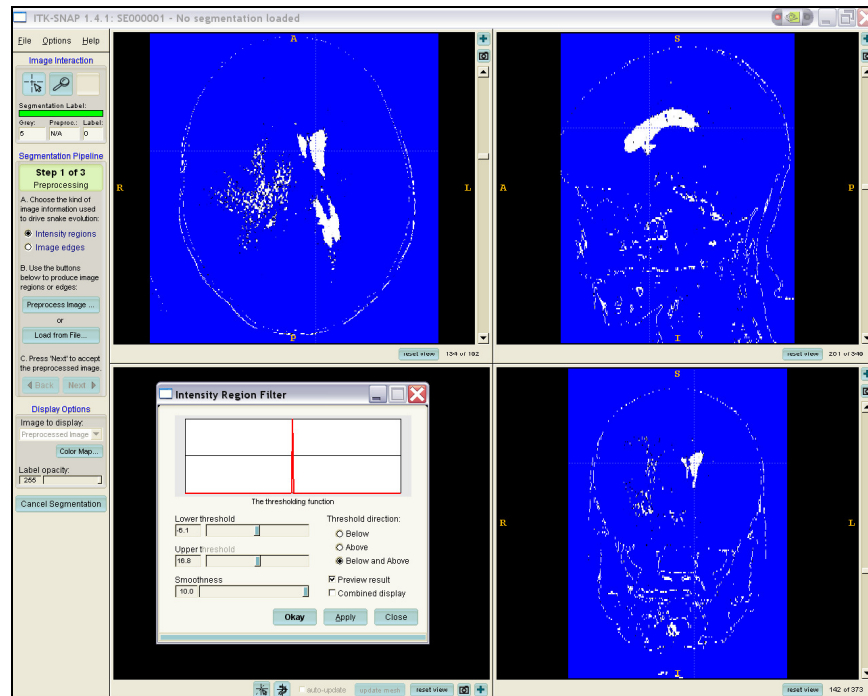 ITK-SNAP 1.4.1: SE000001 - No segmentation loaded
File Options Help
Image Interaction
Segmentation Label:
Grey: Preproc.: Label:
5 N/A 0
Segmentation Pipeline
Step 1 of 3
Preprocessing
A. Choose the kind of
image information used
to drive snake evolution:
Intensity regions
Image edges
B. Use the buttons
below to produce image
regions or edges:
Preprocess Image ...
or
Load from File...
C. Press 'Next' to accept
the preprocessed image.
Back Next
Display Options
Image to display:
Preprocessed Image
Color Map...
Label opacity:
255
Cancel Segmentation
A
R
L
P
reset view 134 of 162
S
A
P
I
reset view 201 of 346
Intensity Region Filter
The thresholding function
Lower threshold
-6.1
Upper threshold
16.8
Smoothness
10.0
Threshold direction:
Below
Above
Below and Above
Preview result
Combined display
Okay Apply Close
auto-update update mesh reset view
S
R
L
I
reset view 142 of 373